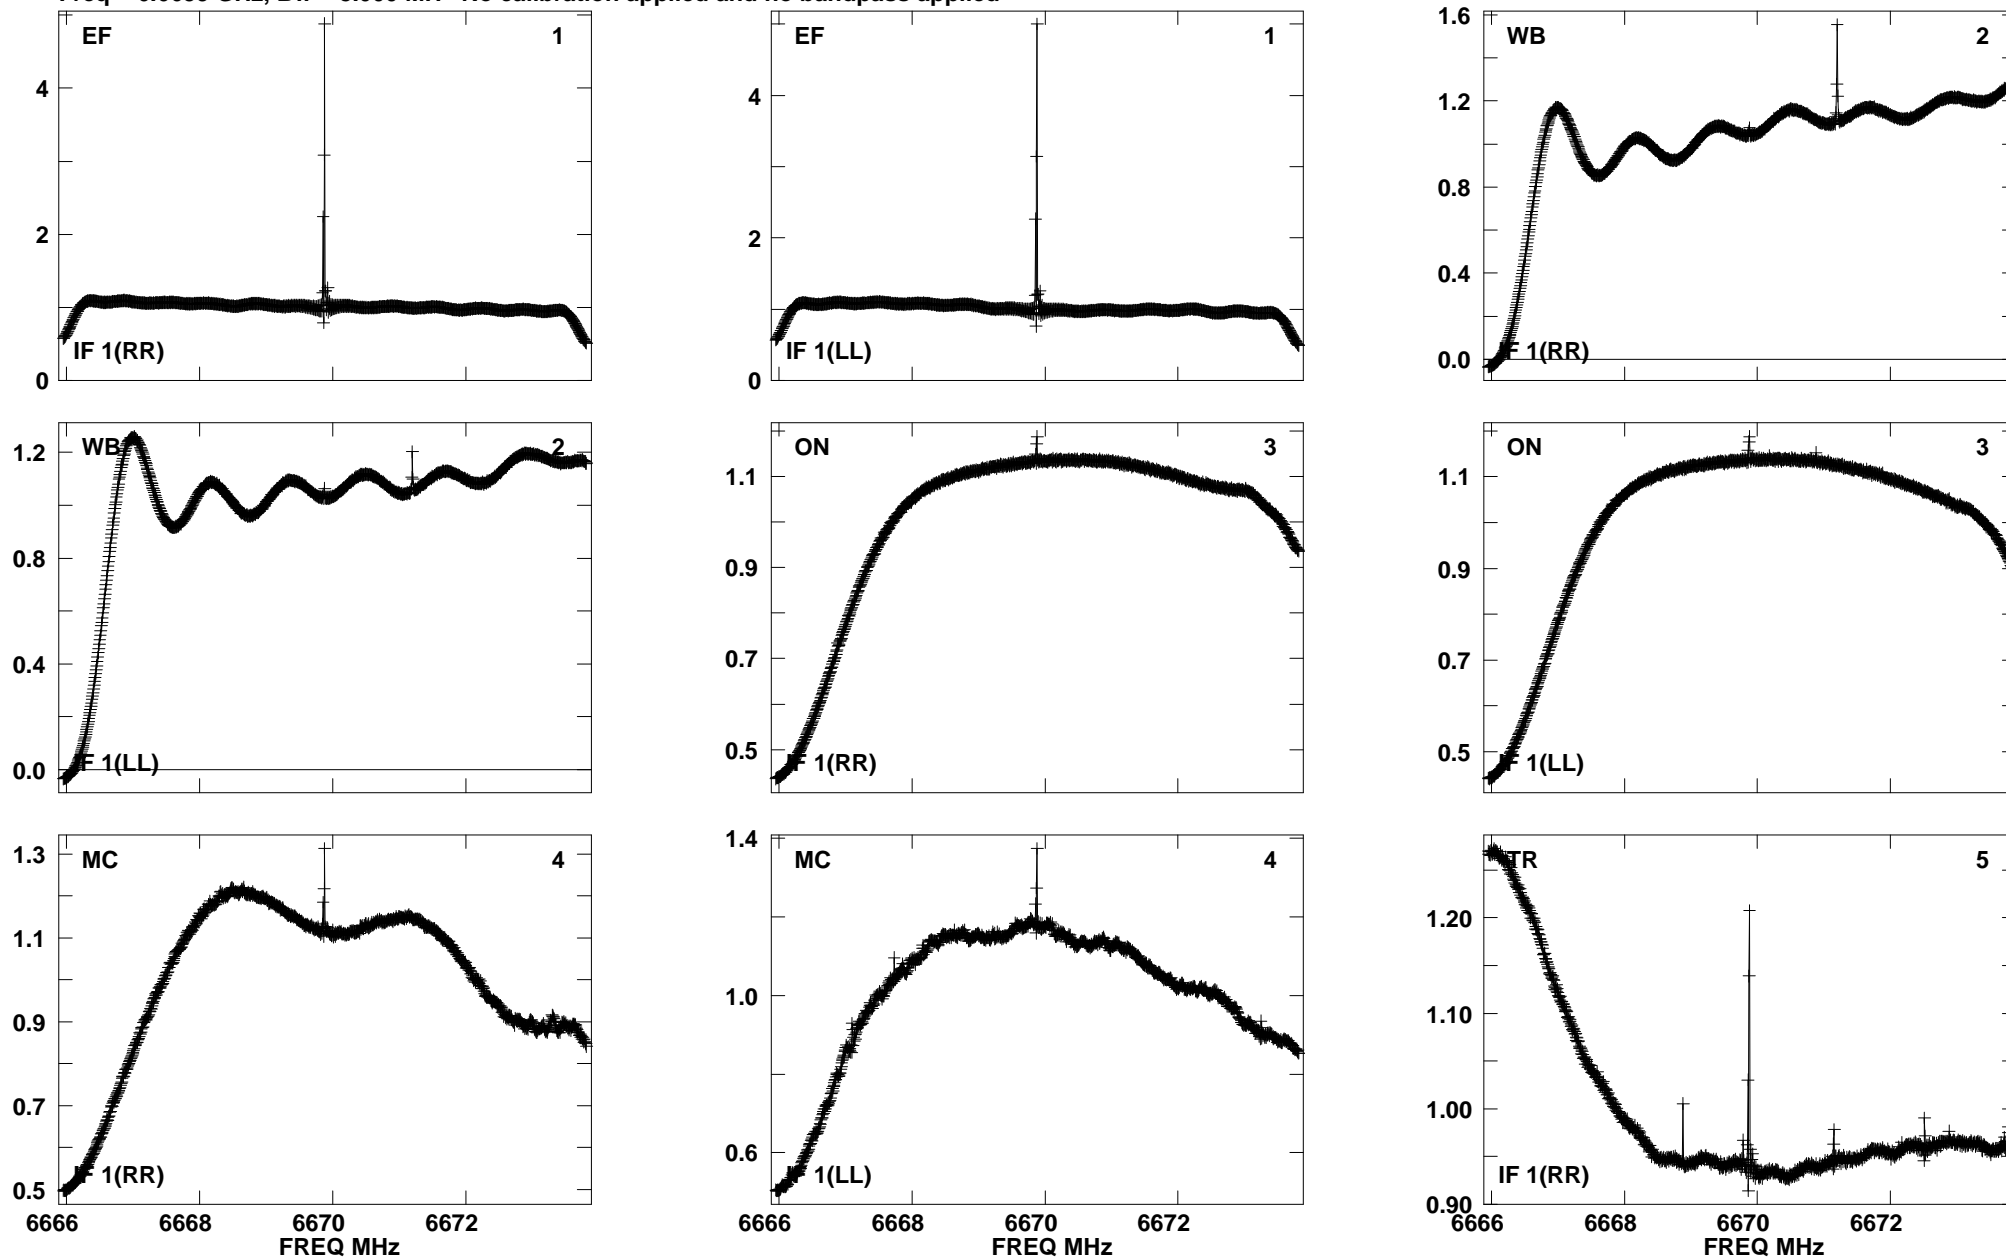 No calibration applied and no bandpass applied
EF 1
4
2
0
IF 1(RR)
EF 1
4
2
0
IF 1(LL)
WB 2
1.6
1.2
0.8
0.4
0.0
IF 1(RR)
WB 2
1.2
0.8
0.4
0.0
IF 1(LL)
ON 3
1.1
0.9
0.7
0.5
IF 1(RR)
ON 3
1.1
0.9
0.7
0.5
IF 1(LL)
MC 4
1.3
1.1
0.9
0.7
0.5
IF 1(RR)
6666 6668 6670 6672
FREQ MHz
MC 4
1.4
1.0
0.6
IF 1(LL)
6666 6668 6670 6672
FREQ MHz
TR 5
1.20
1.10
1.00
0.90
IF 1(RR)
6666 6668 6670 6672
FREQ MHz